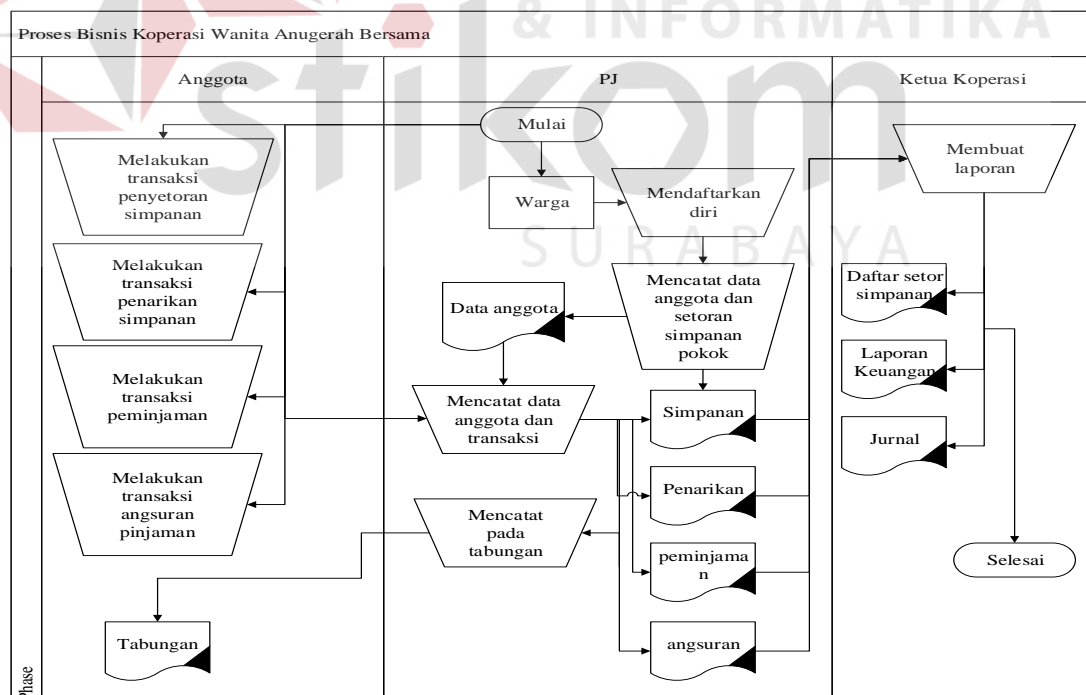 & INFORMATIKA
stikom
SURABAYA
Proses Bisnis Koperasi Wanita Anugerah Bersama
Anggota
PJ
Ketua Koperasi
Mulai
Melakukan
transaksi
penyetoran
simpanan
Warga
Mendaftarkan
diri
Membuat
laporan
Melakukan
transaksi
penarikan
simpanan
Data anggota
Mencatat data
anggota dan
setoran
simpanan
pokok
Daftar setor
simpanan
Melakukan
transaksi
peminjaman
Mencatat data
anggota dan
transaksi
Simpanan
Laporan
Keuangan
Jurnal
Melakukan
transaksi
angsuran
pinjaman
Penarikan
Mencatat
pada
tabungan
peminjama
n
Selesai
Tabungan
angsuran
Phase